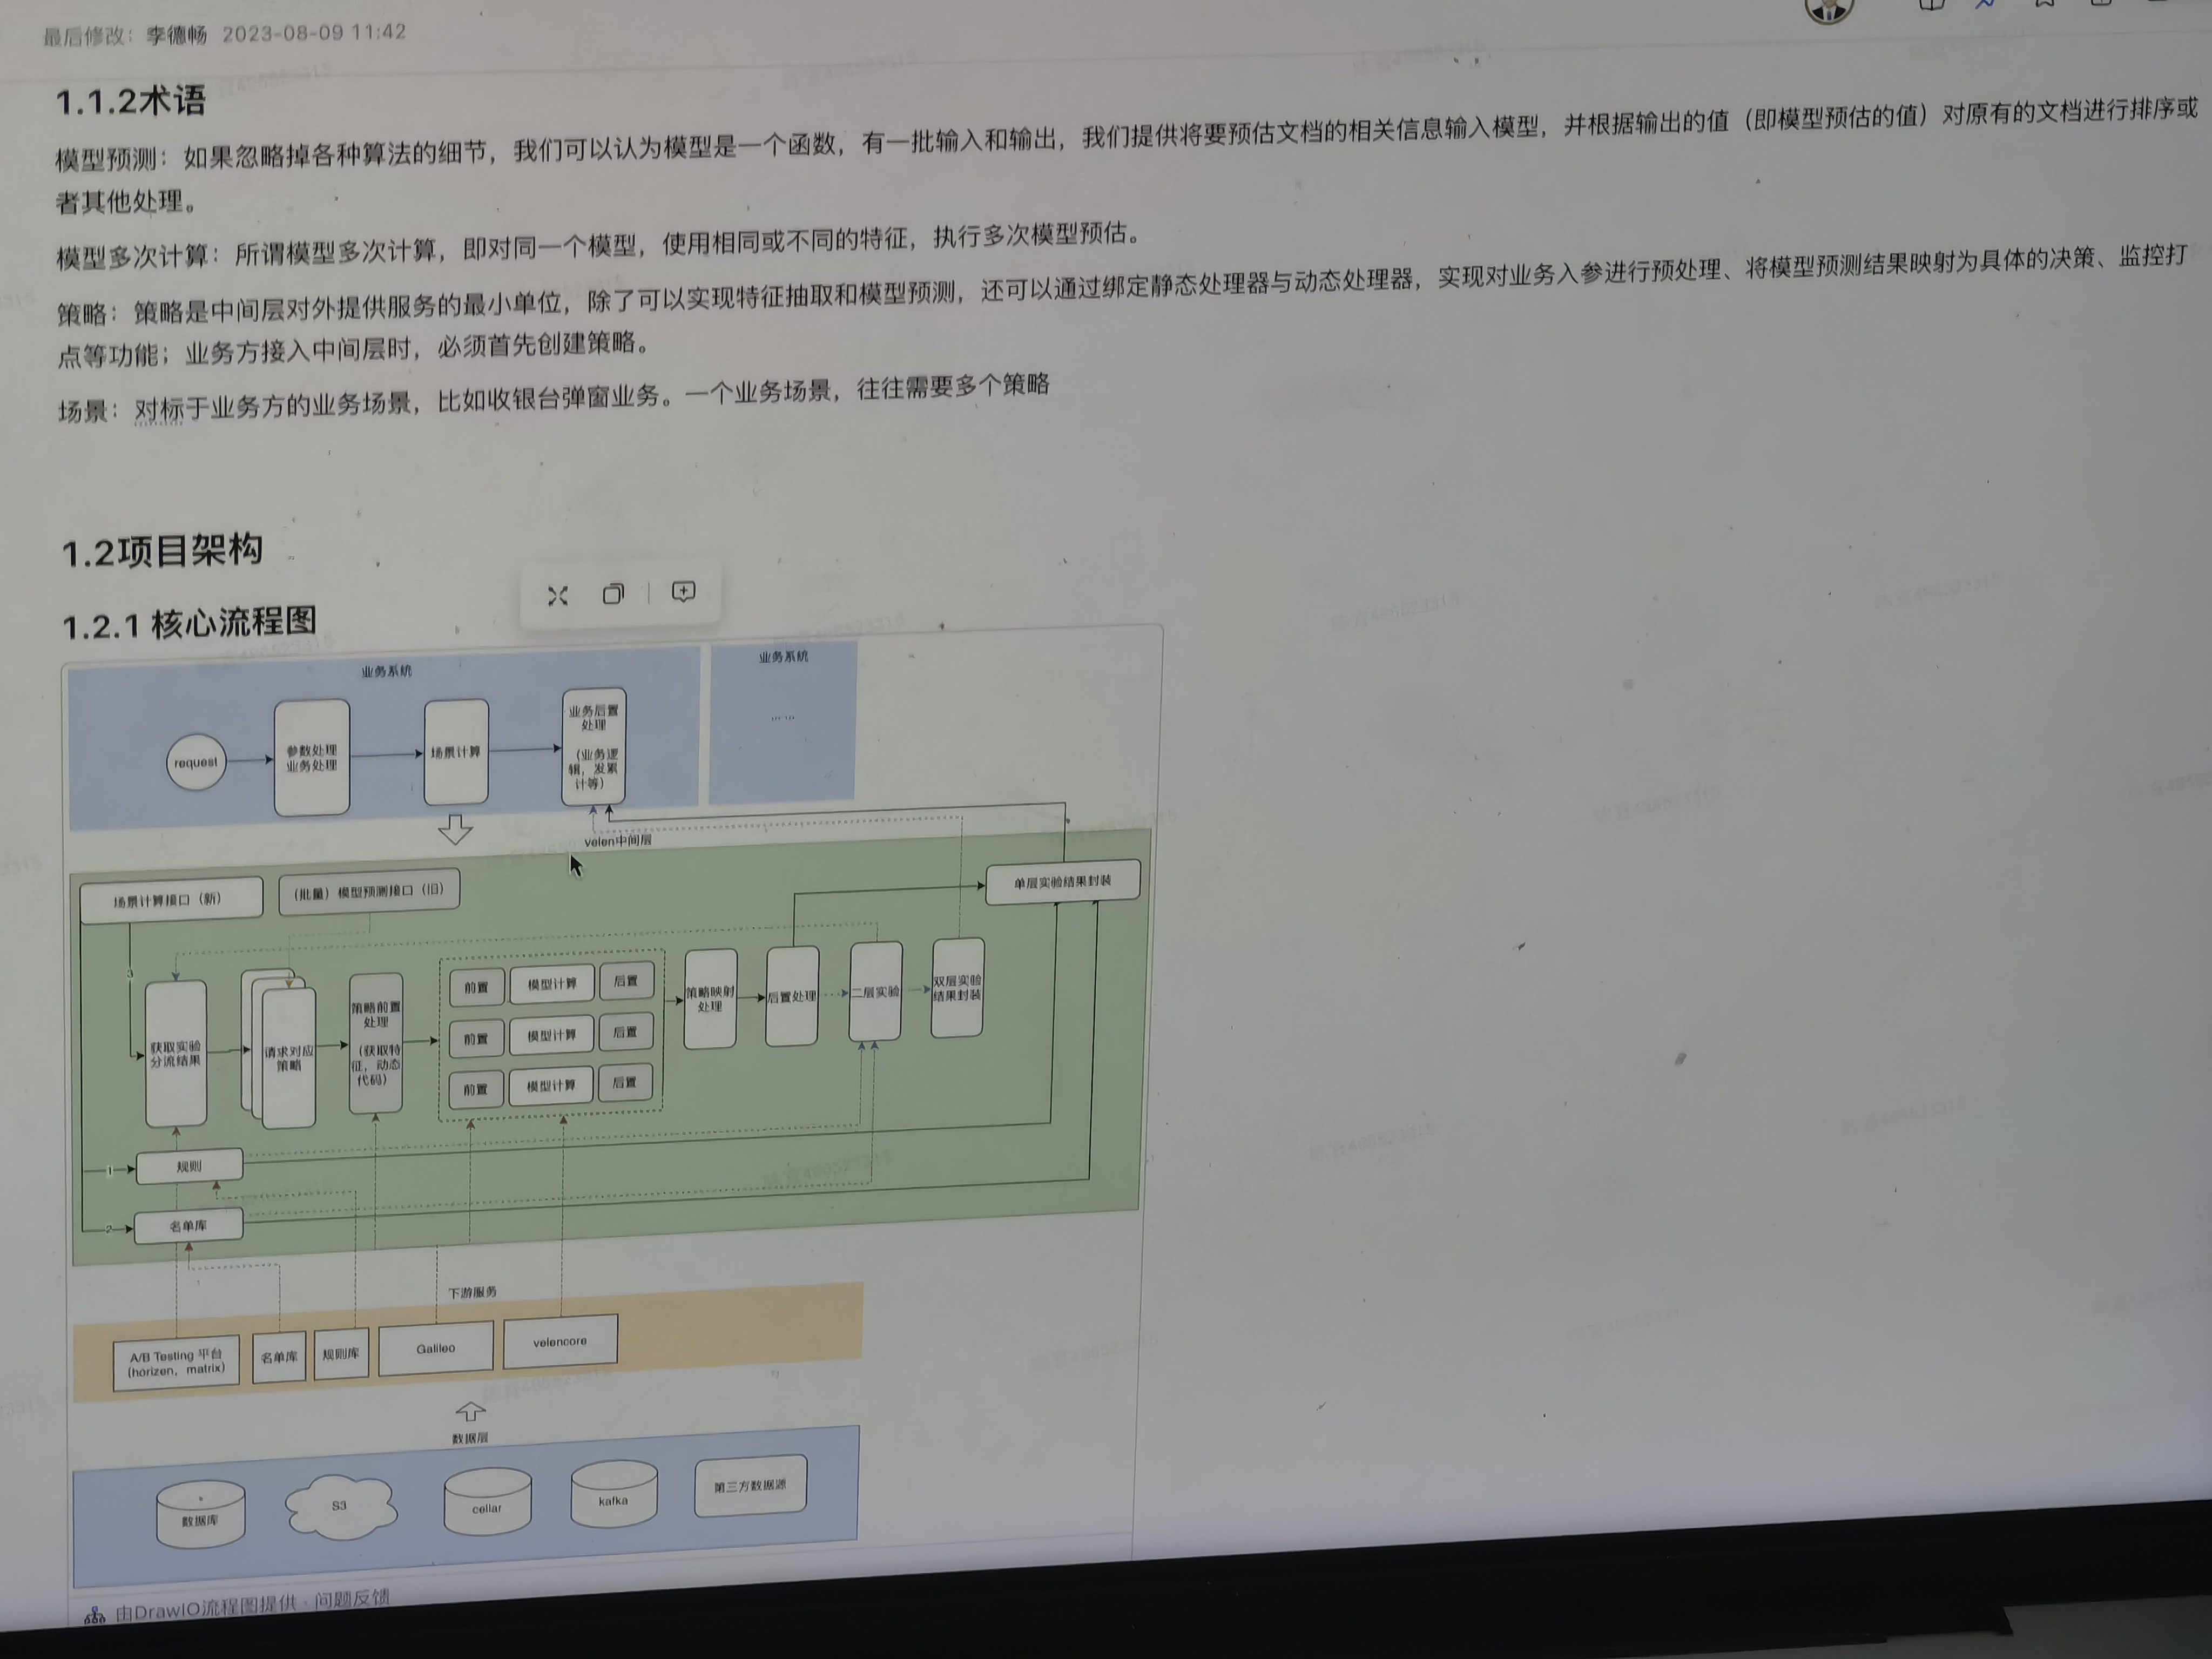 最后修改：李德畅 2023-08-09 11:42
1.1.2术语
模型预测：如果忽略掉各种算法的细节，我们可以认为模型是一个函数，有一批输入和输出，我们提供将要预估文档的相关信息输入模型，并根据输出的值（即模型预估的值）对原有的文档进行排序或
者其他处理。
模型多次计算：所谓模型多次计算，即对同一个模型，使用相同或不同的特征，执行多次模型预估。
策略：策略是中间层对外提供服务的最小单位，除了可以实现特征抽取和模型预测，还可以通过绑定静态处理器与动态处理器，实现对业务入参进行预处理、将模型预测结果映射为具体的决策、监控打
点等功能；业务方接入中间层时，必须首先创建策略。
场景：对标于业务方的业务场景，比如收银台弹窗业务。一个业务场景，往往需要多个策略
1.2项目架构
1.2.1 核心流程图
业务系统
业务系统
request
参数处理
业务处理
场景计算
业务后置
处理
（业务逻
辑，发累
计等）
... ...
velen中间层
场景计算接口（新）
（批量）模型预测接口（旧）
单层实验结果封装
3
获取实验
分流结果
请求对应
策略
策略前置
处理
（获取特
征，动态
代码）
前置
模型计算
后置
前置
模型计算
后置
前置
模型计算
后置
策略映射
处理
后置处理
二层实验
双层实验
结果封装
1
规则
2
名单库
下游服务
A/B Testing 平台
(horizen，matrix)
名单库
规则库
Galileo
velencore
数据层
数据库
S3
cellar
kafka
第三方数据源
由DrawIO流程图提供 · 问题反馈